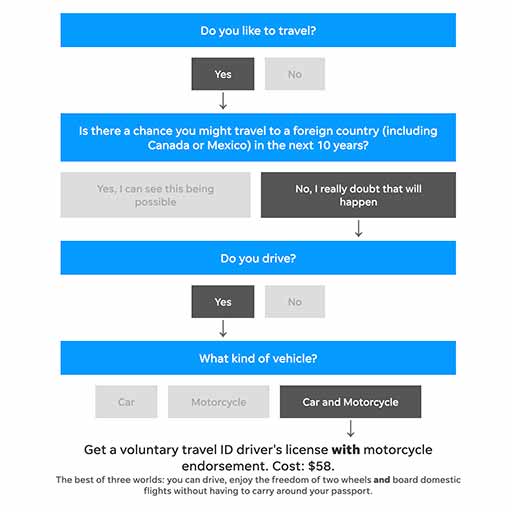 Do you like to travel?
Yes
No
Is there a chance you might travel to a foreign country (including
Canada or Mexico) in the next 10 years?
Yes, I can see this being
possible
No, I really doubt that will
happen
Do you drive?
Yes
No
What kind of vehicle?
Car
Motorcycle
Car and Motorcycle
Get a voluntary travel ID driver's license with motorcycle
endorsement. Cost: $58.
The best of three worlds: you can drive, enjoy the freedom of two wheels and board domestic
flights without having to carry around your passport.